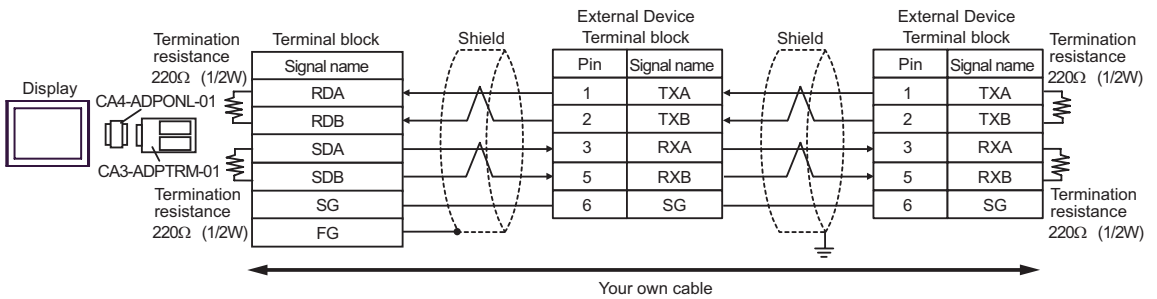 External Device
External Device
Termination resistance 220Ω (1/2W)
Terminal block
Shield
Terminal block
Shield
Terminal block
Termination resistance 220Ω (1/2W)
Signal name
Pin
Signal name
Pin
Signal name
Display
CA4-ADPONL-01
CA3-ADPTRM-01
RDA
1
TXA
1
TXA
RDB
2
TXB
2
TXB
SDA
3
RXA
3
RXA
SDB
5
RXB
5
RXB
SG
6
SG
6
SG
FG
Termination resistance 220Ω (1/2W)
Termination resistance 220Ω (1/2W)
Your own cable